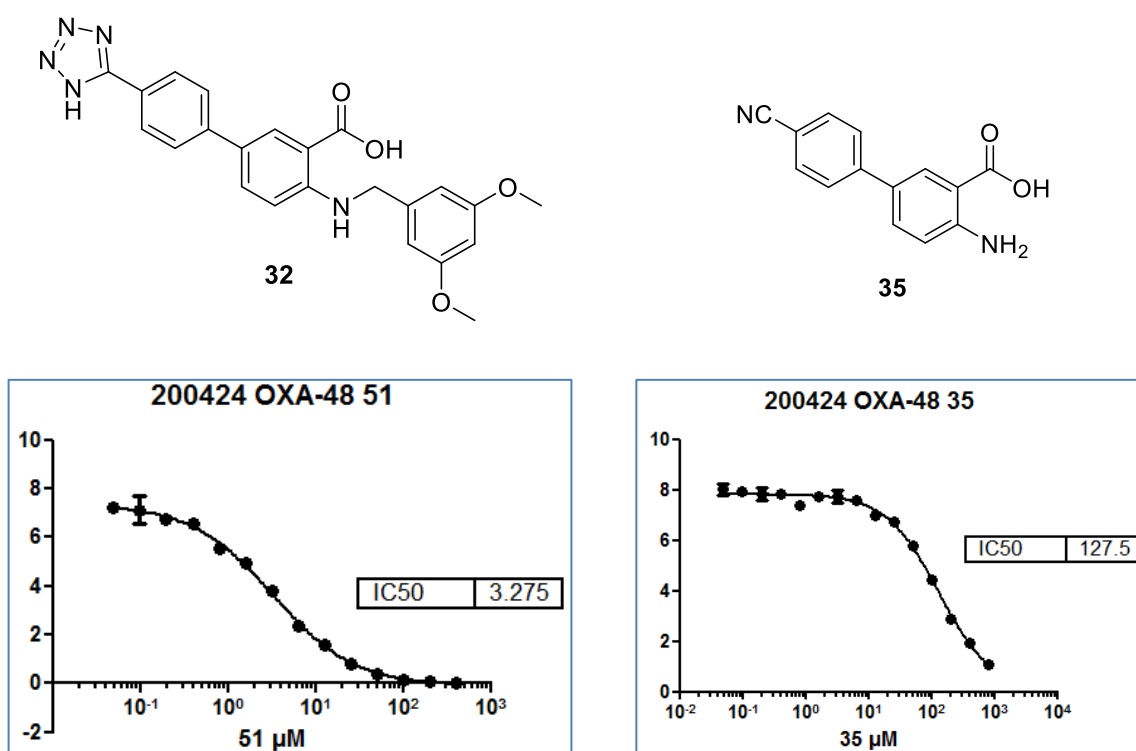 N
N
N
N
H
O
OH
N
H
O
O
32
NC
O
OH
NH₂
35
200424 OXA-48 51
10
8
6
4
2
0
-2
IC50 3.275
10⁻¹ 10⁰ 10¹ 10² 10³
51 µM
200424 OXA-48 35
10
8
6
4
2
0
IC50 127.5
10⁻² 10⁻¹ 10⁰ 10¹ 10² 10³ 10⁴
35 µM